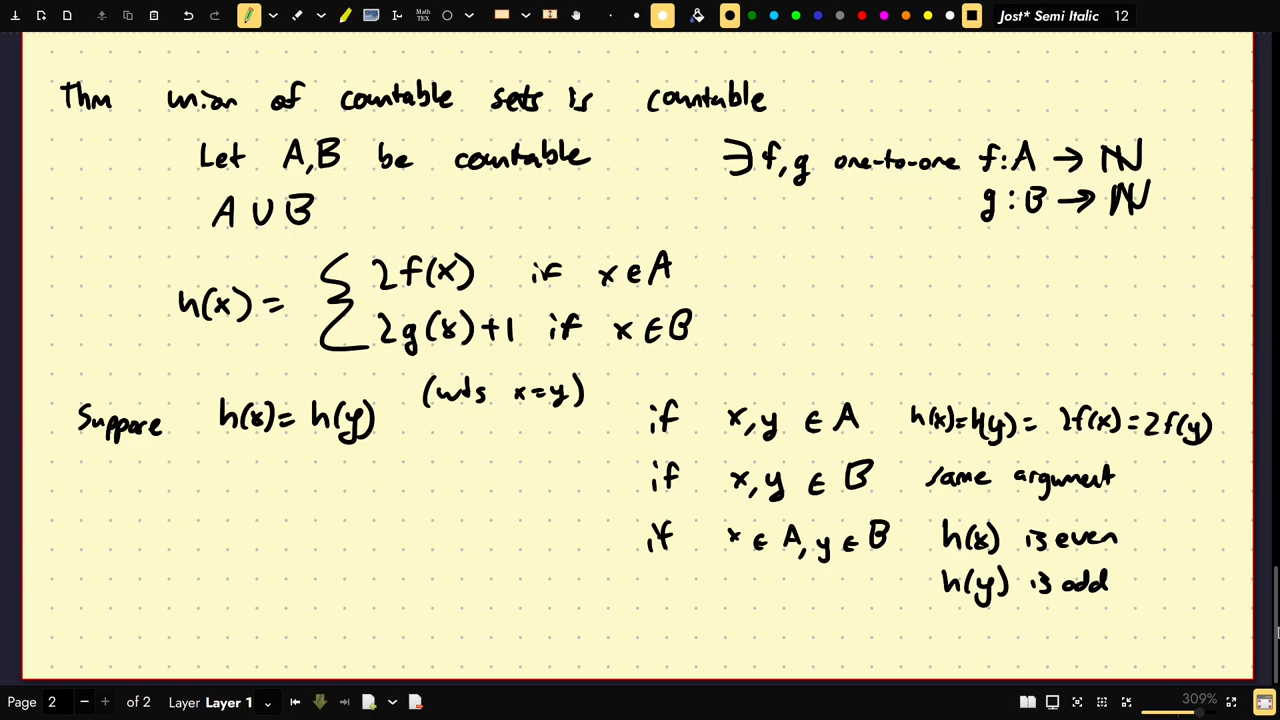 Math
TEX
Jost* Semi Italic 12
Thm union of countable sets is countable
Let A,B be countable ∃ f,g one-to-one f: A → ℕ
g : B → ℕ
A ∪ B
h(x) = { 2f(x) if x ∈ A
2g(x)+1 if x ∈ B
(wts x=y)
Suppose h(x) = h(y)
if x,y ∈ A h(x)=h(y)= 2f(x)=2f(y)
if x,y ∈ B same argument
if x ∈ A, y ∈ B h(x) is even
h(y) is odd
Page 2 − + of 2 Layer Layer 1 309%